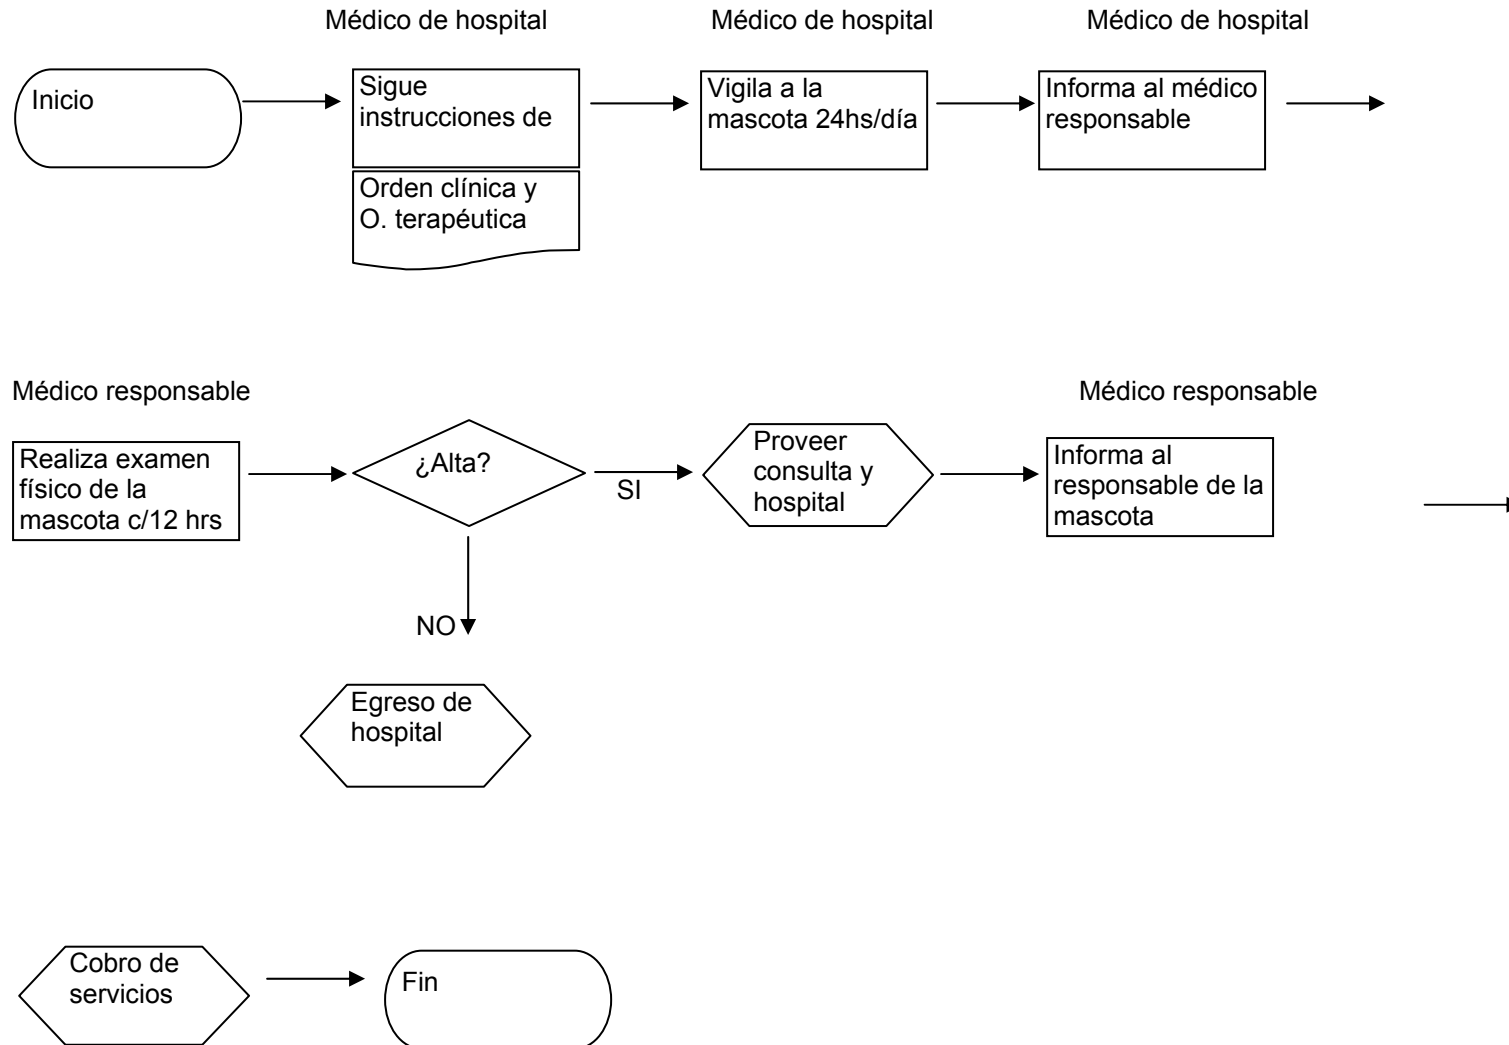 Médico de hospital
Médico de hospital
Médico de hospital
Inicio
Sigue
instrucciones de
Orden clínica y
O. terapéutica
Vigila a la
mascota 24hs/día
Informa al médico
responsable
Médico responsable
Médico responsable
Realiza examen
físico de la
mascota c/12 hrs
¿Alta?
SI
NO
Proveer
consulta y
hospital
Informa al
responsable de la
mascota
Egreso de
hospital
Cobro de
servicios
Fin